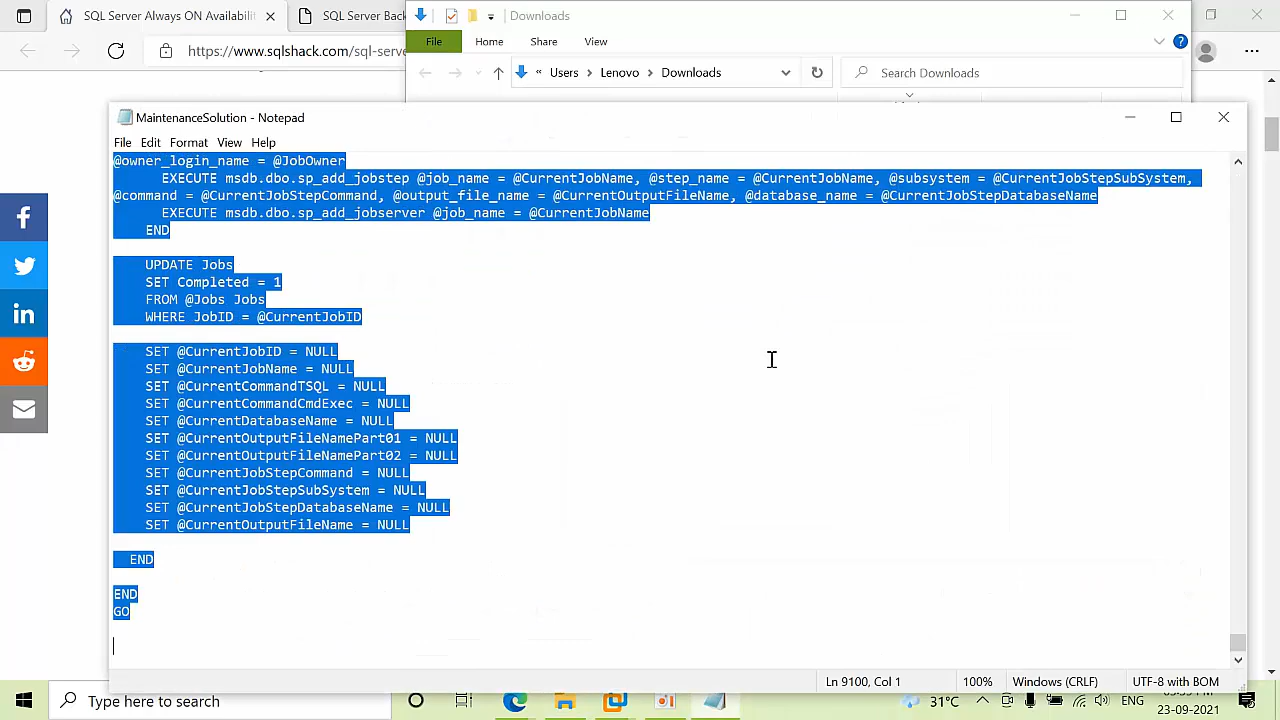 SQL Server Always ON Availabili
SQL Server Back
Downloads
https://www.sqlshack.com/sql-serve
File Home Share View
« Users Lenovo Downloads
Search Downloads
MaintenanceSolution - Notepad
File Edit Format View Help
@owner_login_name = @JobOwner
EXECUTE msdb.dbo.sp_add_jobstep @job_name = @CurrentJobName, @step_name = @CurrentJobName, @subsystem = @CurrentJobStepSubSystem,
@command = @CurrentJobStepCommand, @output_file_name = @CurrentOutputFileName, @database_name = @CurrentJobStepDatabaseName
EXECUTE msdb.dbo.sp_add_jobserver @job_name = @CurrentJobName
END
UPDATE Jobs
SET Completed = 1
FROM @Jobs Jobs
WHERE JobID = @CurrentJobID
SET @CurrentJobID = NULL
SET @CurrentJobName = NULL
SET @CurrentCommandTSQL = NULL
SET @CurrentCommandCmdExec = NULL
SET @CurrentDatabaseName = NULL
SET @CurrentOutputFileNamePart01 = NULL
SET @CurrentOutputFileNamePart02 = NULL
SET @CurrentJobStepCommand = NULL
SET @CurrentJobStepSubSystem = NULL
SET @CurrentJobStepDatabaseName = NULL
SET @CurrentOutputFileName = NULL
END
END
GO
Ln 9100, Col 1 100% Windows (CRLF) UTF-8 with BOM
Type here to search
31°C
ENG
23-09-2021